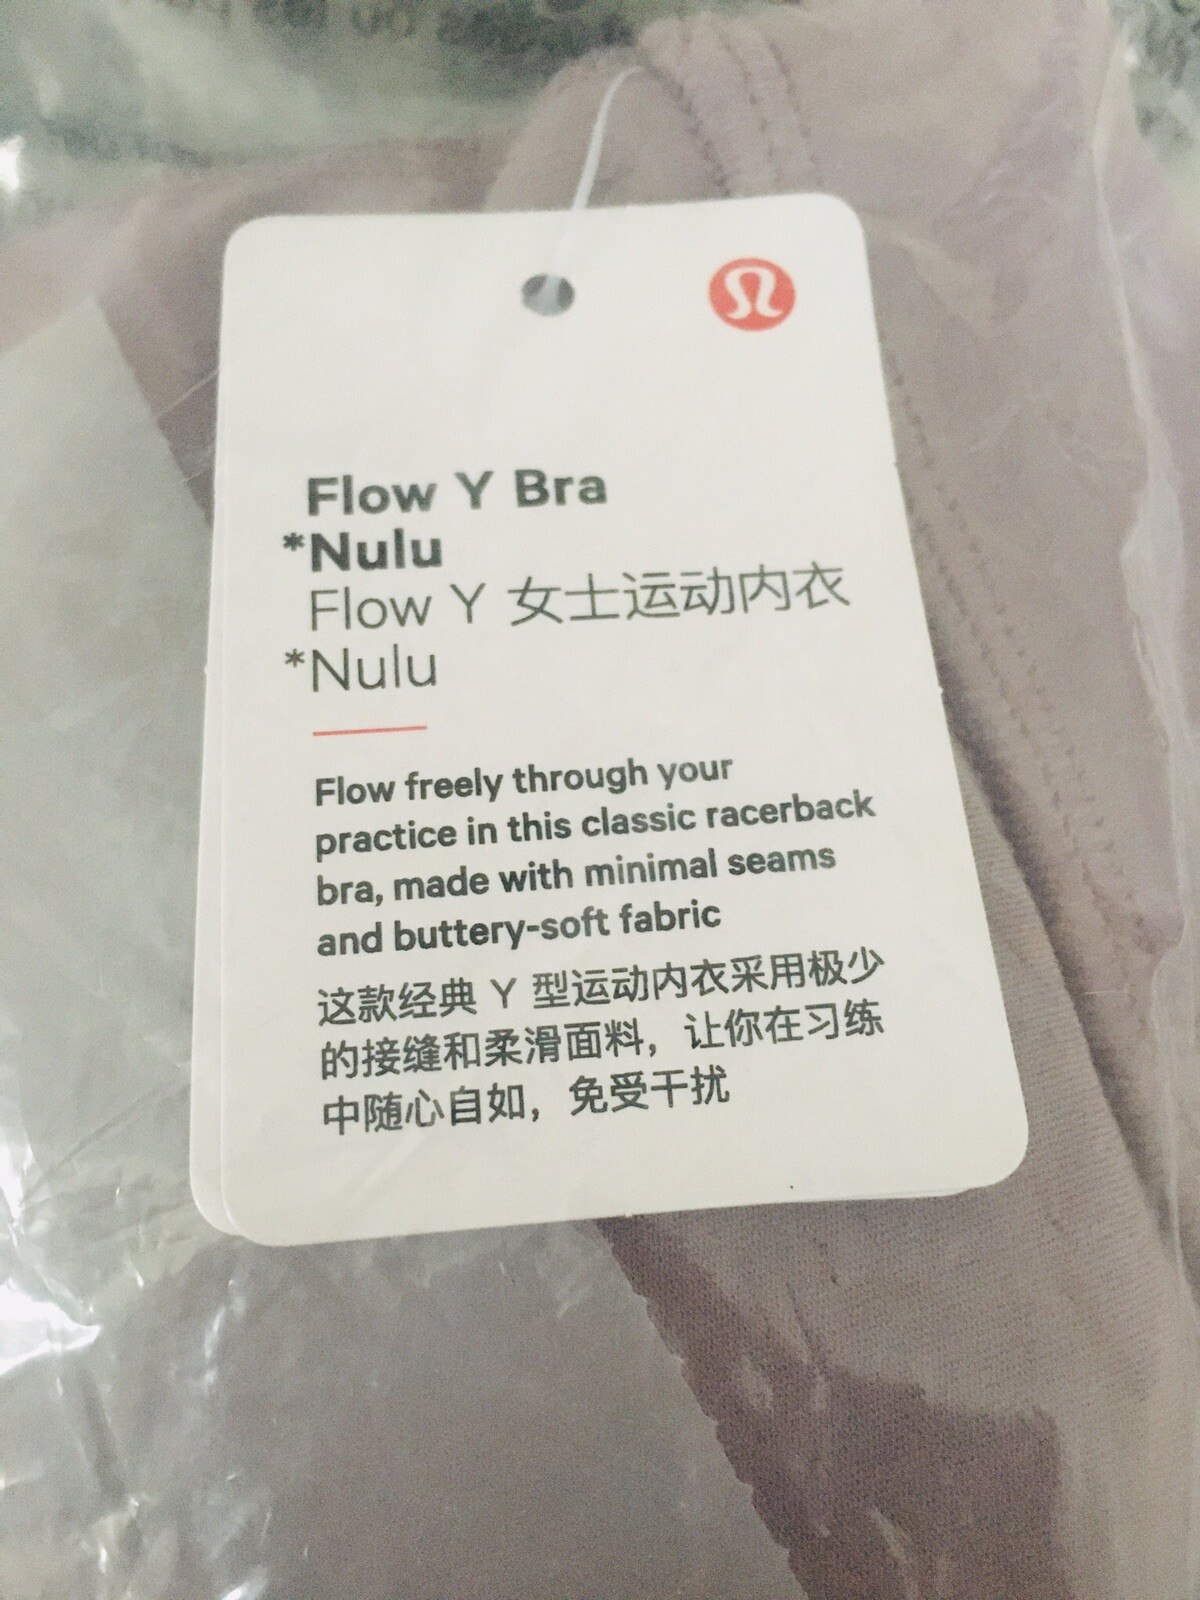 Flow Y Bra
*Nulu
Flow Y 女士运动内衣
*Nulu
Flow freely through your
practice in this classic racerback
bra, made with minimal seams
and buttery-soft fabric
这款经典 Y 型运动内衣采用极少
的接缝和柔滑面料，让你在习练
中随心自如，免受干扰